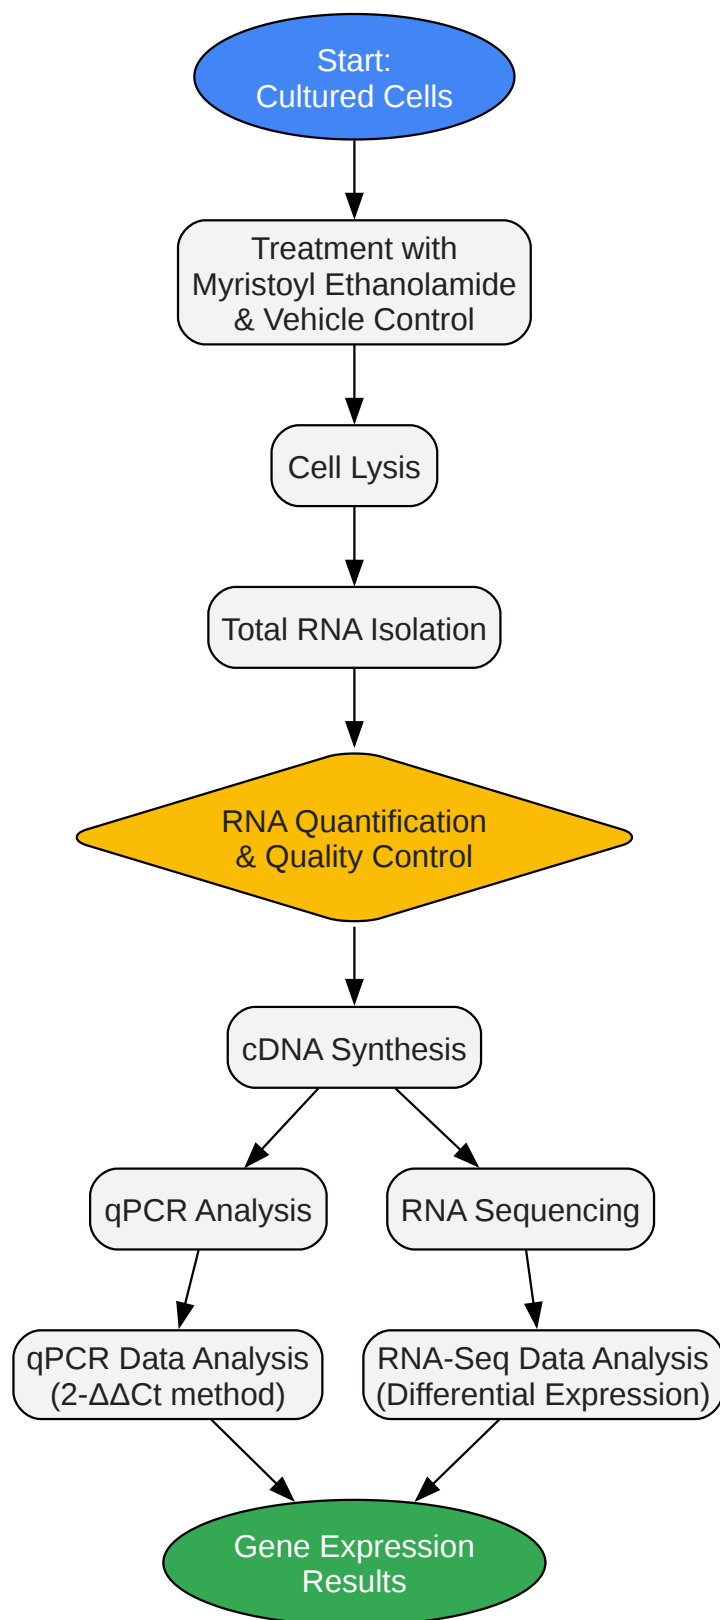 Start:
Cultured Cells
Treatment with
Myristoyl Ethanolamide
& Vehicle Control
Cell Lysis
Total RNA Isolation
RNA Quantification
& Quality Control
cDNA Synthesis
qPCR Analysis
RNA Sequencing
qPCR Data Analysis
(2-ΔΔCt method)
RNA-Seq Data Analysis
(Differential Expression)
Gene Expression
Results